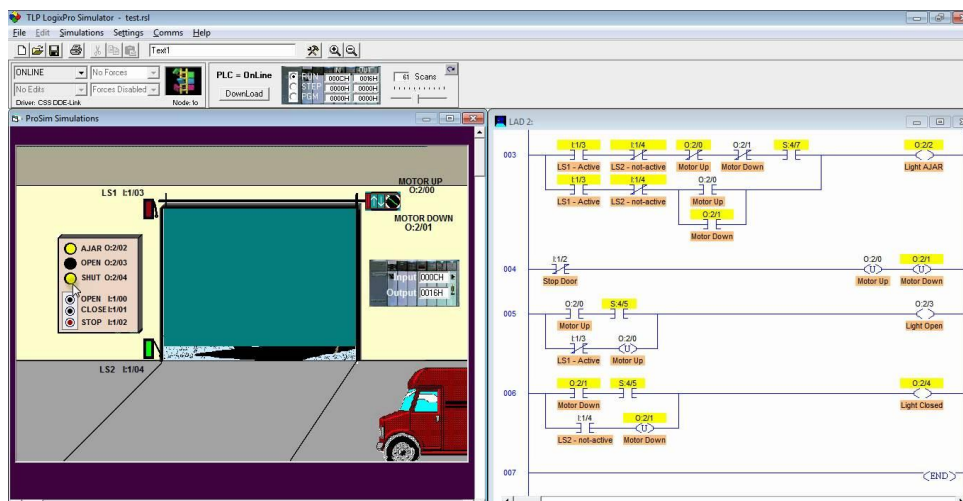 TLP LogixPro Simulator - test.rsl
File Edit Simulations Settings Comms Help
Text1
ONLINE No Forces
No Edits Forces Disabled
Driver: CSS:DDE-Link Node: 1o
PLC = OnLine
DownLoad
RUN 000CH 0016H
STEP 0000H 0000H
PGM 0000H 0000H
61 Scans
ProSim Simulations
LS1 I:1/03
MOTOR UP
O:2/00
MOTOR DOWN
O:2/01
AJAR O:2/02
OPEN O:2/03
SHUT O:2/04
OPEN I:1/00
CLOSE I:1/01
STOP I:1/02
Input 000CH
Output 0016H
LS2 I:1/04
LAD 2:
003
I:1/3 I:1/4 O:2/0 O:2/1 S:4/7 O:2/2
LS1 - Active LS2 - not-active Motor Up Motor Down Light AJAR
I:1/3 I:1/4 O:2/0
LS1 - Active LS2 - not-active Motor Up
O:2/1
Motor Down
004
I:1/2 O:2/0 O:2/1
U U
Stop Door Motor Up Motor Down
005
O:2/0 S:4/5 O:2/3
Motor Up Light Open
I:1/3 O:2/0
U
LS1 - Active Motor Up
006
O:2/1 S:4/5 O:2/4
Motor Down Light Closed
I:1/4 O:2/1
U
LS2 - not-active Motor Down
007
END